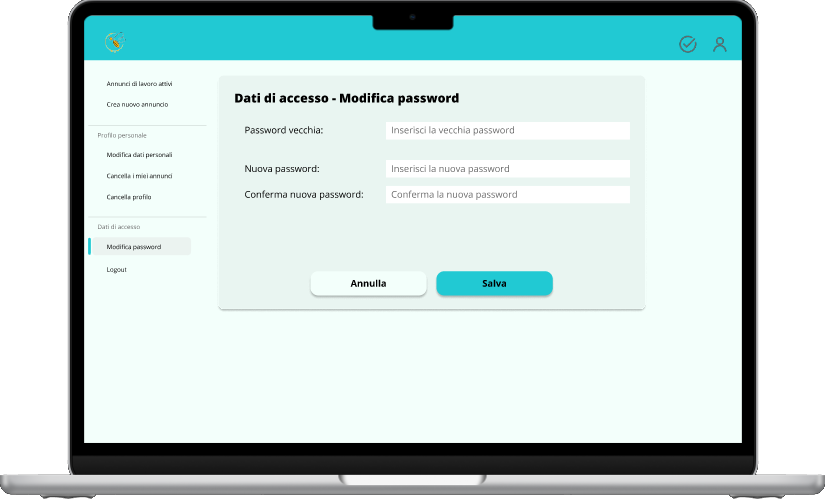 Annunci di lavoro attivi
Crea nuovo annuncio
Profilo personale
Modifica dati personali
Cancella i miei annunci
Cancella profilo
Dati di accesso
Modifica password
Logout
Dati di accesso - Modifica password
Password vecchia: Inserisci la vecchia password
Nuova password: Inserisci la nuova password
Conferma nuova password: Conferma la nuova password
Annulla Salva